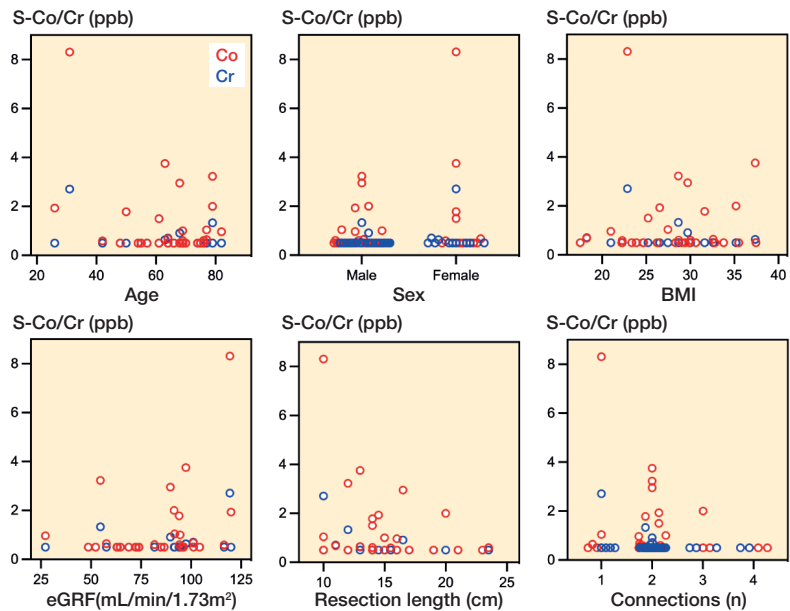 S-Co/Cr (ppb) S-Co/Cr (ppb) S-Co/Cr (ppb)
Co
Cr
8 8 8
6 6 6
4 4 4
2 2 2
0 0 0
20 40 60 80 Male Female 20 25 30 35 40
Age Sex BMI
S-Co/Cr (ppb) S-Co/Cr (ppb) S-Co/Cr (ppb)
8 8 8
6 6 6
4 4 4
2 2 2
0 0 0
25 50 75 100 125 10 15 20 25 1 2 3 4
eGRF(mL/min/1.73m²) Resection length (cm) Connections (n)